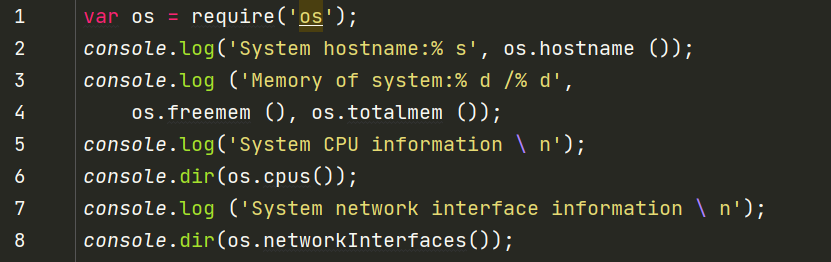 1 var os = require('os');
2 console.log('System hostname:% s', os.hostname ());
3 console.log ('Memory of system:% d /% d',
4 os.freemem (), os.totalmem ());
5 console.log('System CPU information \ n');
6 console.dir(os.cpus());
7 console.log ('System network interface information \ n');
8 console.dir(os.networkInterfaces());